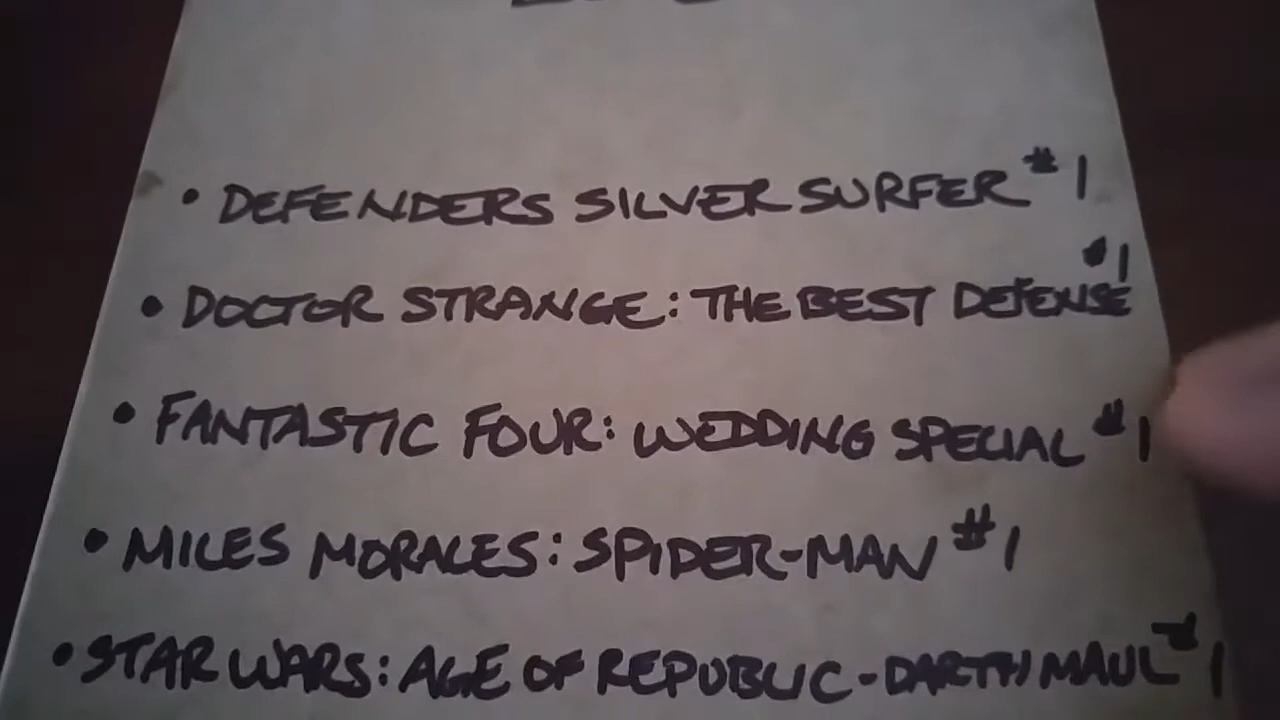 • DEFENDERS SILVER SURFER #1
• DOCTOR STRANGE: THE BEST DEFENSE #1
• FANTASTIC FOUR: WEDDING SPECIAL #1
• MILES MORALES: SPIDER-MAN #1
• STAR WARS: AGE OF REPUBLIC-DARTH MAUL #1